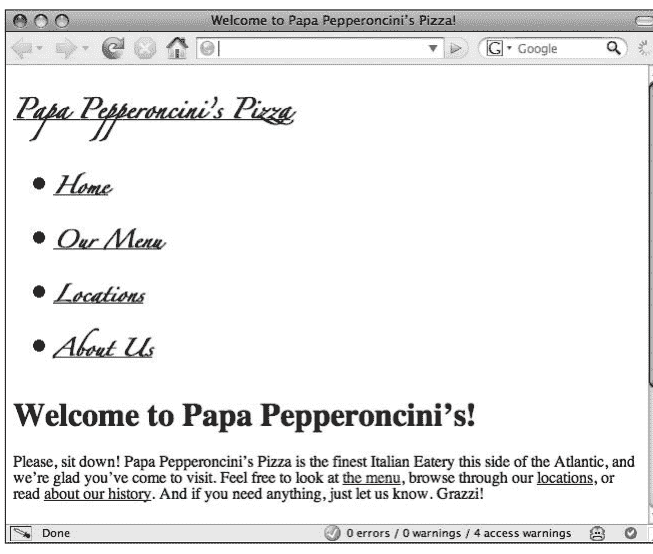 Welcome to Papa Pepperoncini's Pizza!
G Google
Papa Pepperoncini's Pizza
Home
Our Menu
Locations
About Us
Welcome to Papa Pepperoncini's!
Please, sit down! Papa Pepperoncini's Pizza is the finest Italian Eatery this side of the Atlantic, and
we're glad you've come to visit. Feel free to look at the menu, browse through our locations, or
read about our history. And if you need anything, just let us know. Grazzi!
Done
0 errors / 0 warnings / 4 access warnings